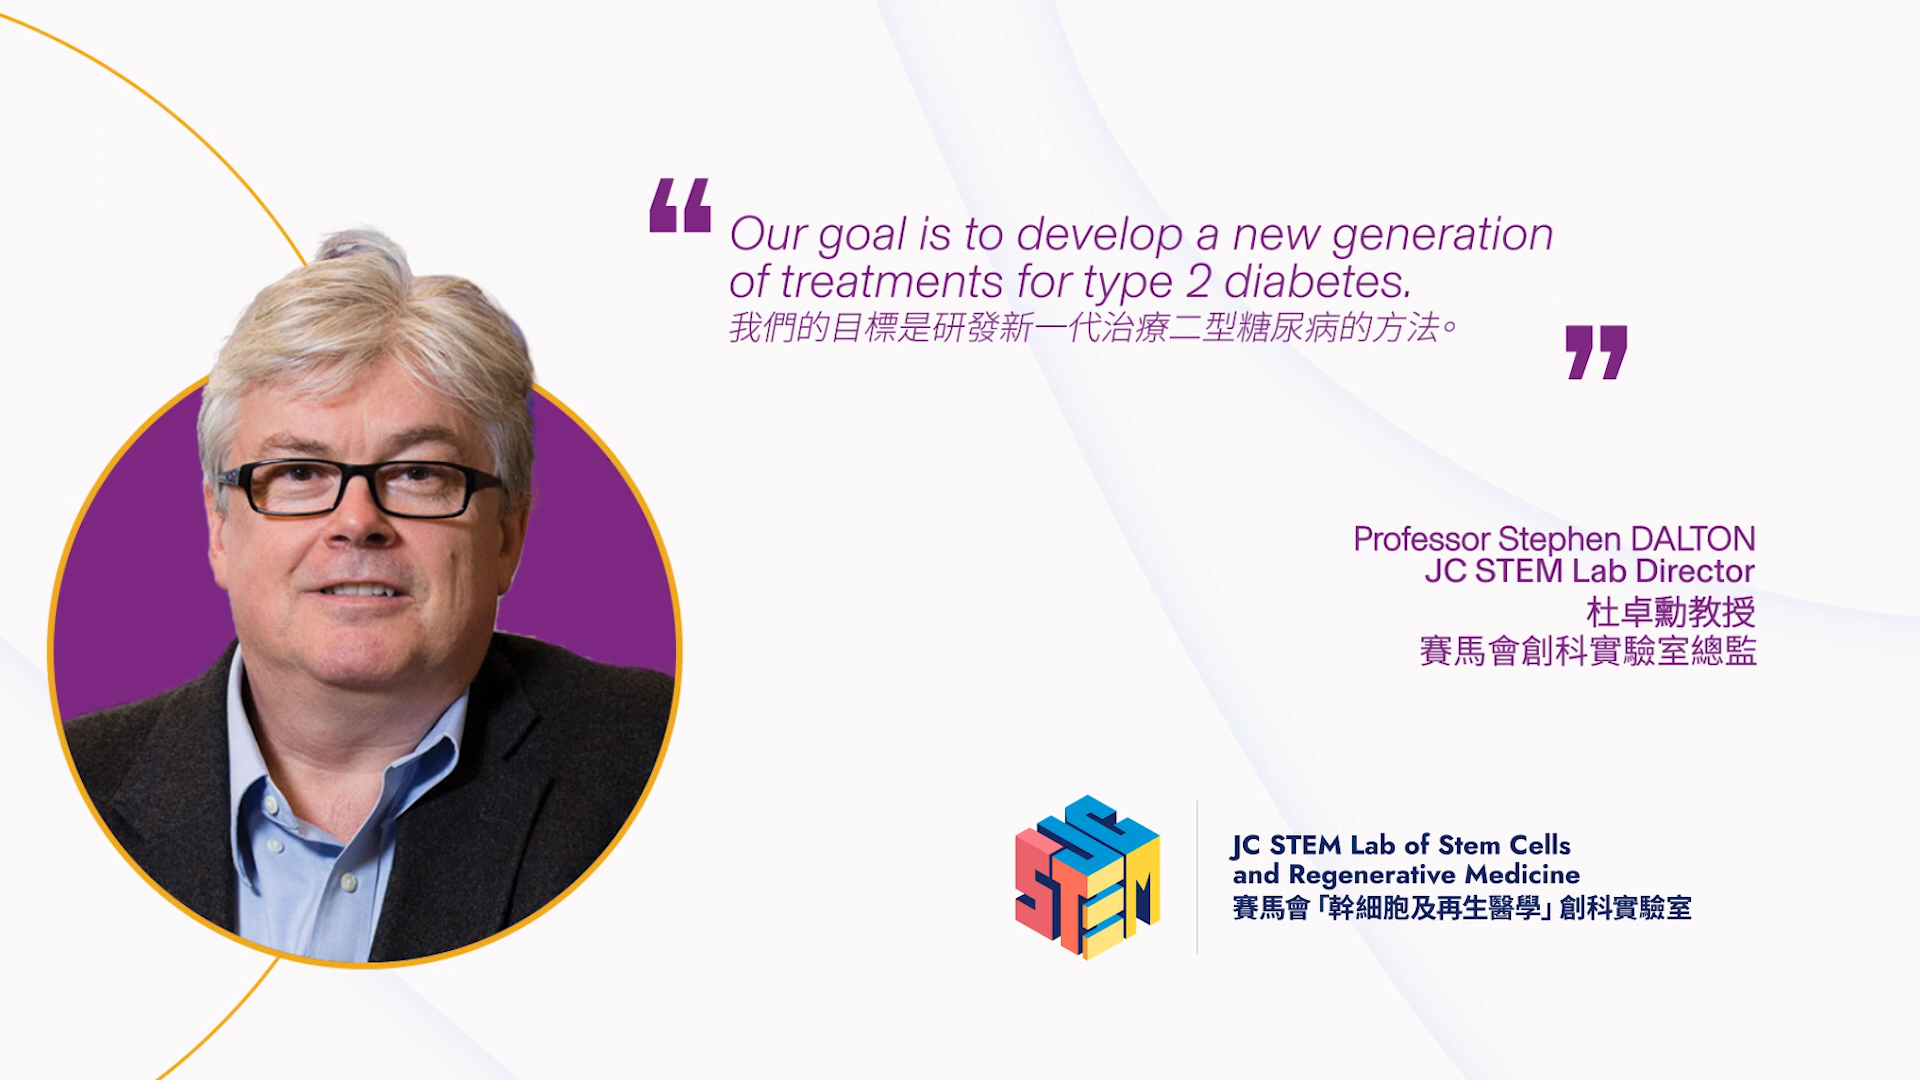 “Our goal is to develop a new generation
of treatments for type 2 diabetes.
我們的目標是研發新一代治療二型糖尿病的方法。”
Professor Stephen DALTON
JC STEM Lab Director
杜卓勳教授
賽馬會創科實驗室總監
JC STEM
JC STEM Lab of Stem Cells
and Regenerative Medicine
賽馬會「幹細胞及再生醫學」創科實驗室